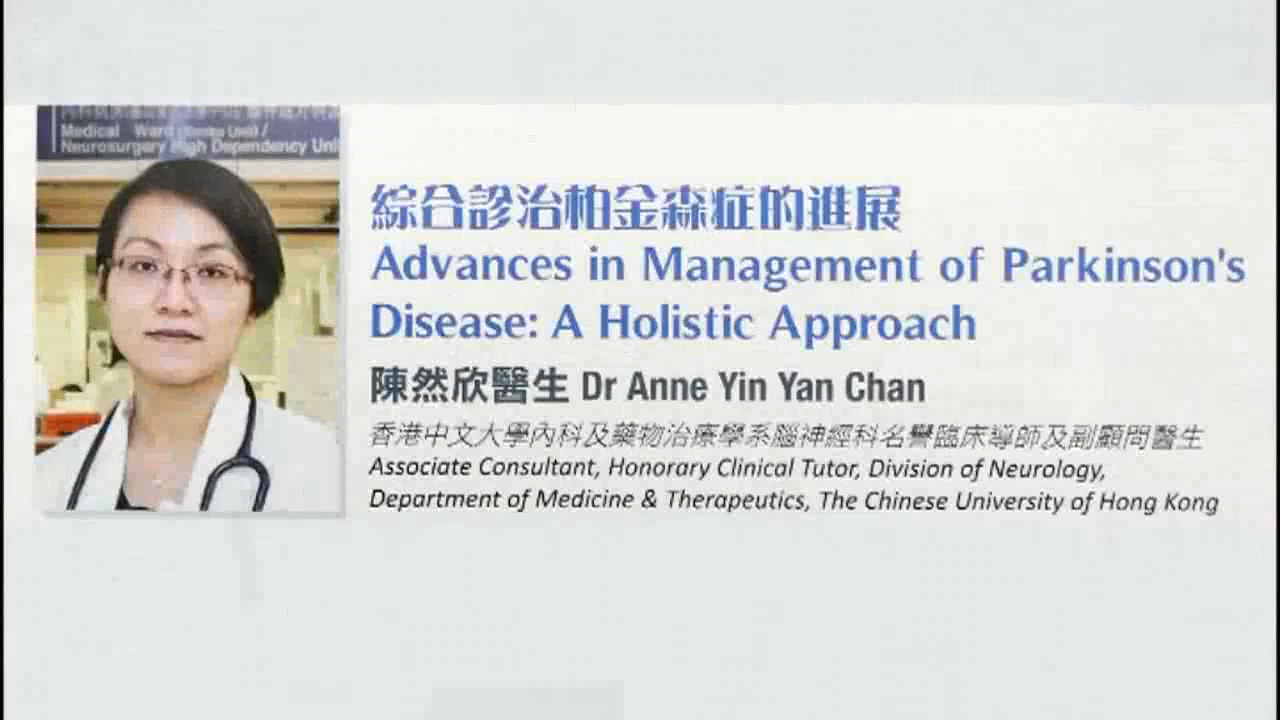 Medical Ward (Stroke Unit) /
Neurosurgery High Dependency Uni
綜合診治柏金森症的進展
Advances in Management of Parkinson's
Disease: A Holistic Approach
陳然欣醫生 Dr Anne Yin Yan Chan
香港中文大學內科及藥物治療學系腦神經科名譽臨床導師及副顧問醫生
Associate Consultant, Honorary Clinical Tutor, Division of Neurology,
Department of Medicine & Therapeutics, The Chinese University of Hong Kong